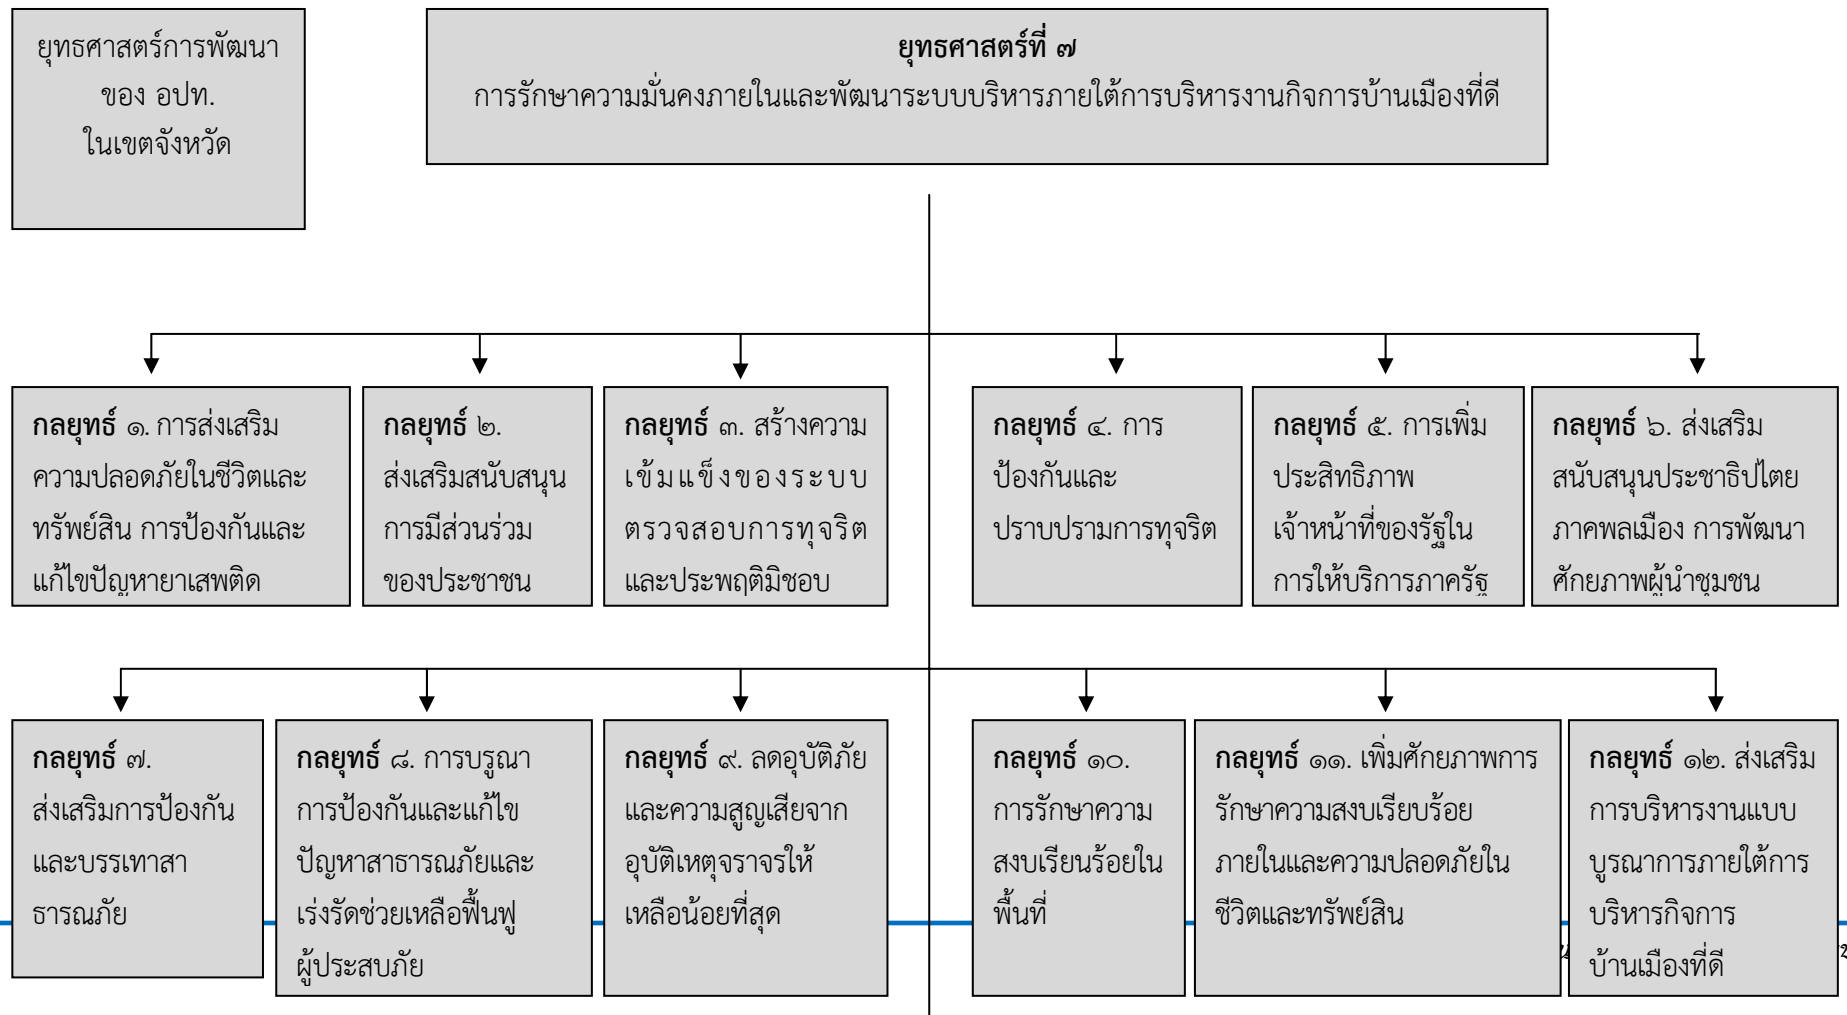 ยุทธศาสตร์การพัฒนา
ของ อปท.
ในเขตจังหวัด
ยุทธศาสตร์ที่ ๗
การรักษาความมั่นคงภายในและพัฒนาระบบบริหารภายใต้การบริหารงานกิจการบ้านเมืองที่ดี
กลยุทธ์ ๑. การส่งเสริม
ความปลอดภัยในชีวิตและ
ทรัพย์สิน การป้องกันและ
แก้ไขปัญหายาเสพติด
กลยุทธ์ ๒.
ส่งเสริมสนับสนุน
การมีส่วนร่วม
ของประชาชน
กลยุทธ์ ๓. สร้างความ
เข้มแข็งของระบบ
ตรวจสอบการทุจริต
และประพฤติมิชอบ
กลยุทธ์ ๔. การ
ป้องกันและ
ปราบปรามการทุจริต
กลยุทธ์ ๕. การเพิ่ม
ประสิทธิภาพ
เจ้าหน้าที่ของรัฐใน
การให้บริการภาครัฐ
กลยุทธ์ ๖. ส่งเสริม
สนับสนุนประชาธิปไตย
ภาคพลเมือง การพัฒนา
ศักยภาพผู้นำชุมชน
กลยุทธ์ ๗.
ส่งเสริมการป้องกัน
และบรรเทาสา
ธารณภัย
กลยุทธ์ ๘. การบรูณา
การป้องกันและแก้ไข
ปัญหาสาธารณภัยและ
เร่งรัดช่วยเหลือฟื้นฟู
ผู้ประสบภัย
กลยุทธ์ ๙. ลดอุบัติภัย
และความสูญเสียจาก
อุบัติเหตุจราจรให้
เหลือน้อยที่สุด
กลยุทธ์ ๑๐.
การรักษาความ
สงบเรียนร้อยใน
พื้นที่
กลยุทธ์ ๑๑. เพิ่มศักยภาพการ
รักษาความสงบเรียบร้อย
ภายในและความปลอดภัยใน
ชีวิตและทรัพย์สิน
กลยุทธ์ ๑๒. ส่งเสริม
การบริหารงานแบบ
บูรณาการภายใต้การ
บริหารกิจการ
บ้านเมืองที่ดี